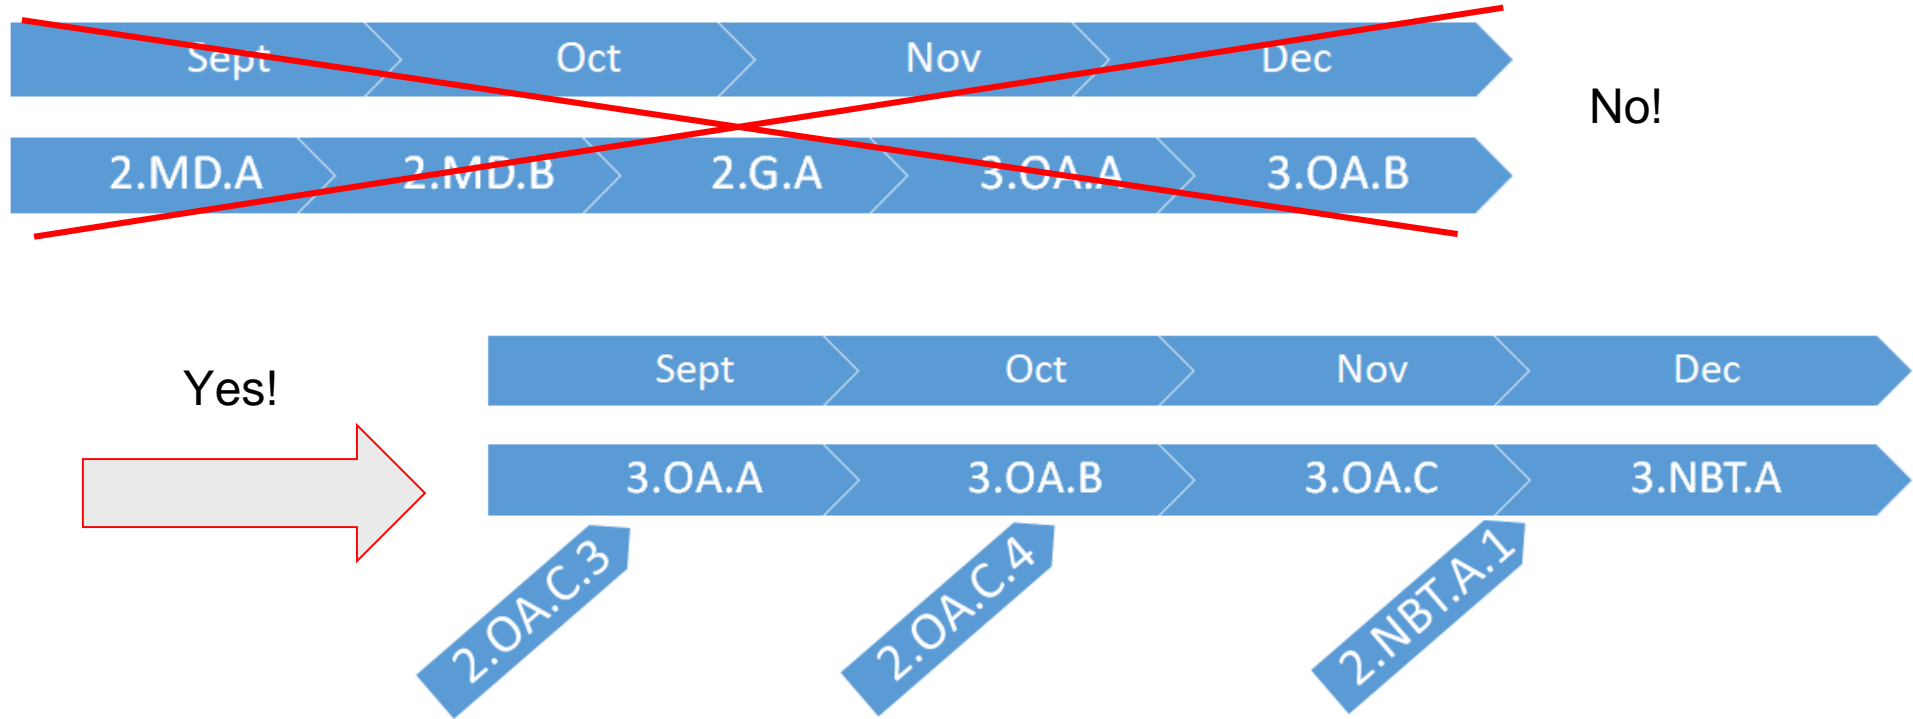 Sept Oct Nov Dec
No!
2.MD.A 2.MD.B 2.G.A 3.OA.A 3.OA.B
Yes!
Sept Oct Nov Dec
3.OA.A 3.OA.B 3.OA.C 3.NBT.A
2.OA.C.3
2.OA.C.4
2.NBT.A.1